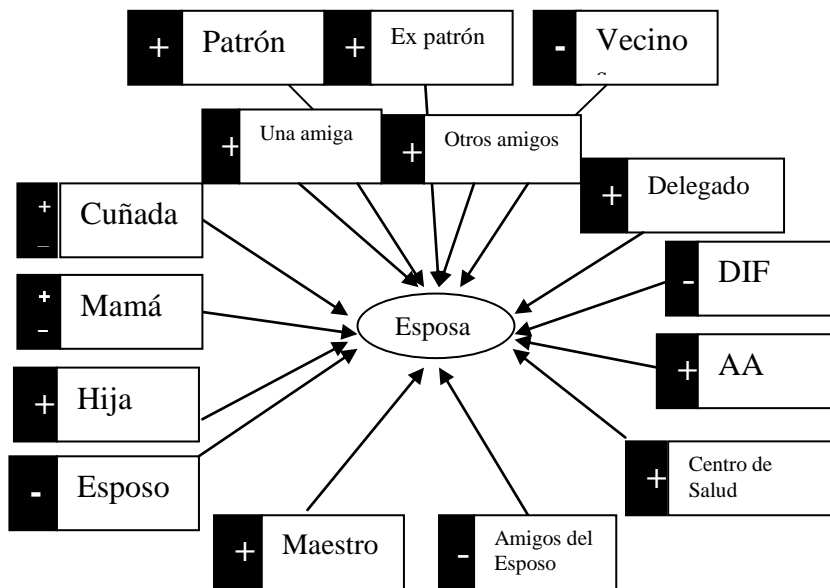 + Patrón
+ Ex patrón
- Vecino
+ Una amiga
+ Otros amigos
+ Delegado
+ Cuñada
–
- DIF
+ Mamá
–
Esposa
+ AA
+ Hija
+ Centro de
Salud
- Esposo
+ Maestro
- Amigos del
Esposo